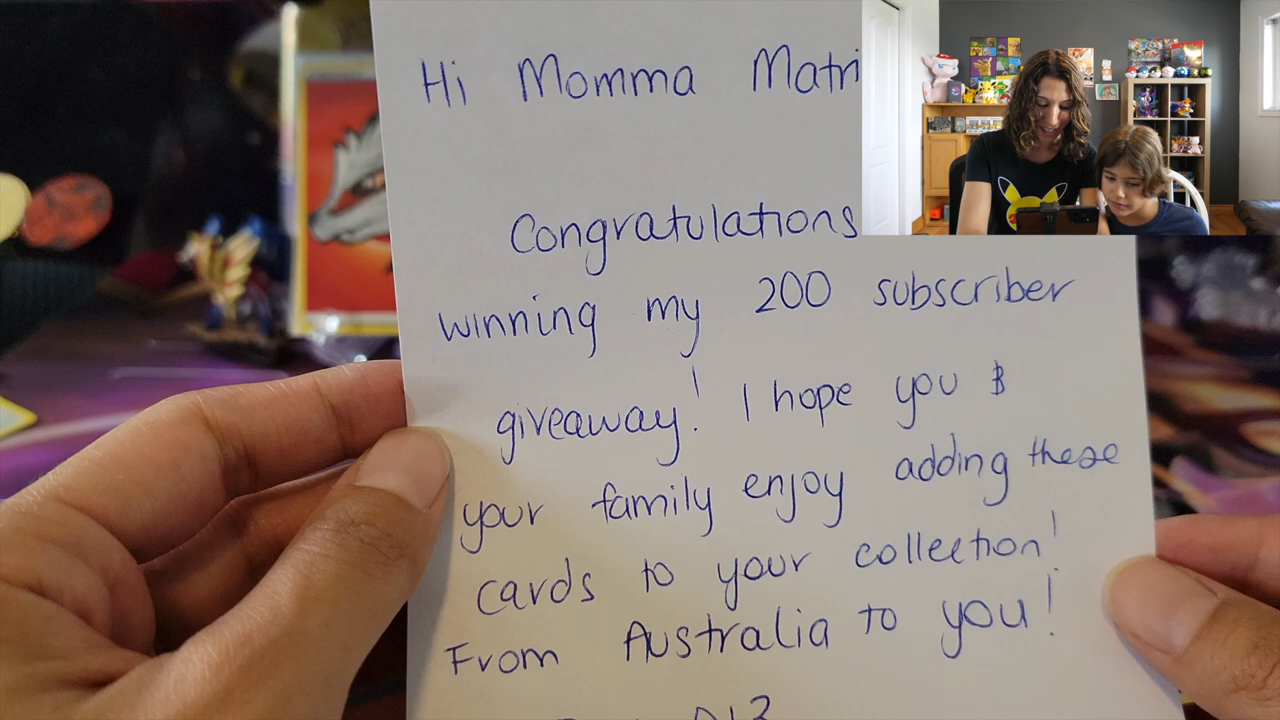 Hi Momma Matri
Congratulations
winning my 200 subscriber
giveaway! I hope you &
your family enjoy adding these
cards to your collection!
From Australia to you!